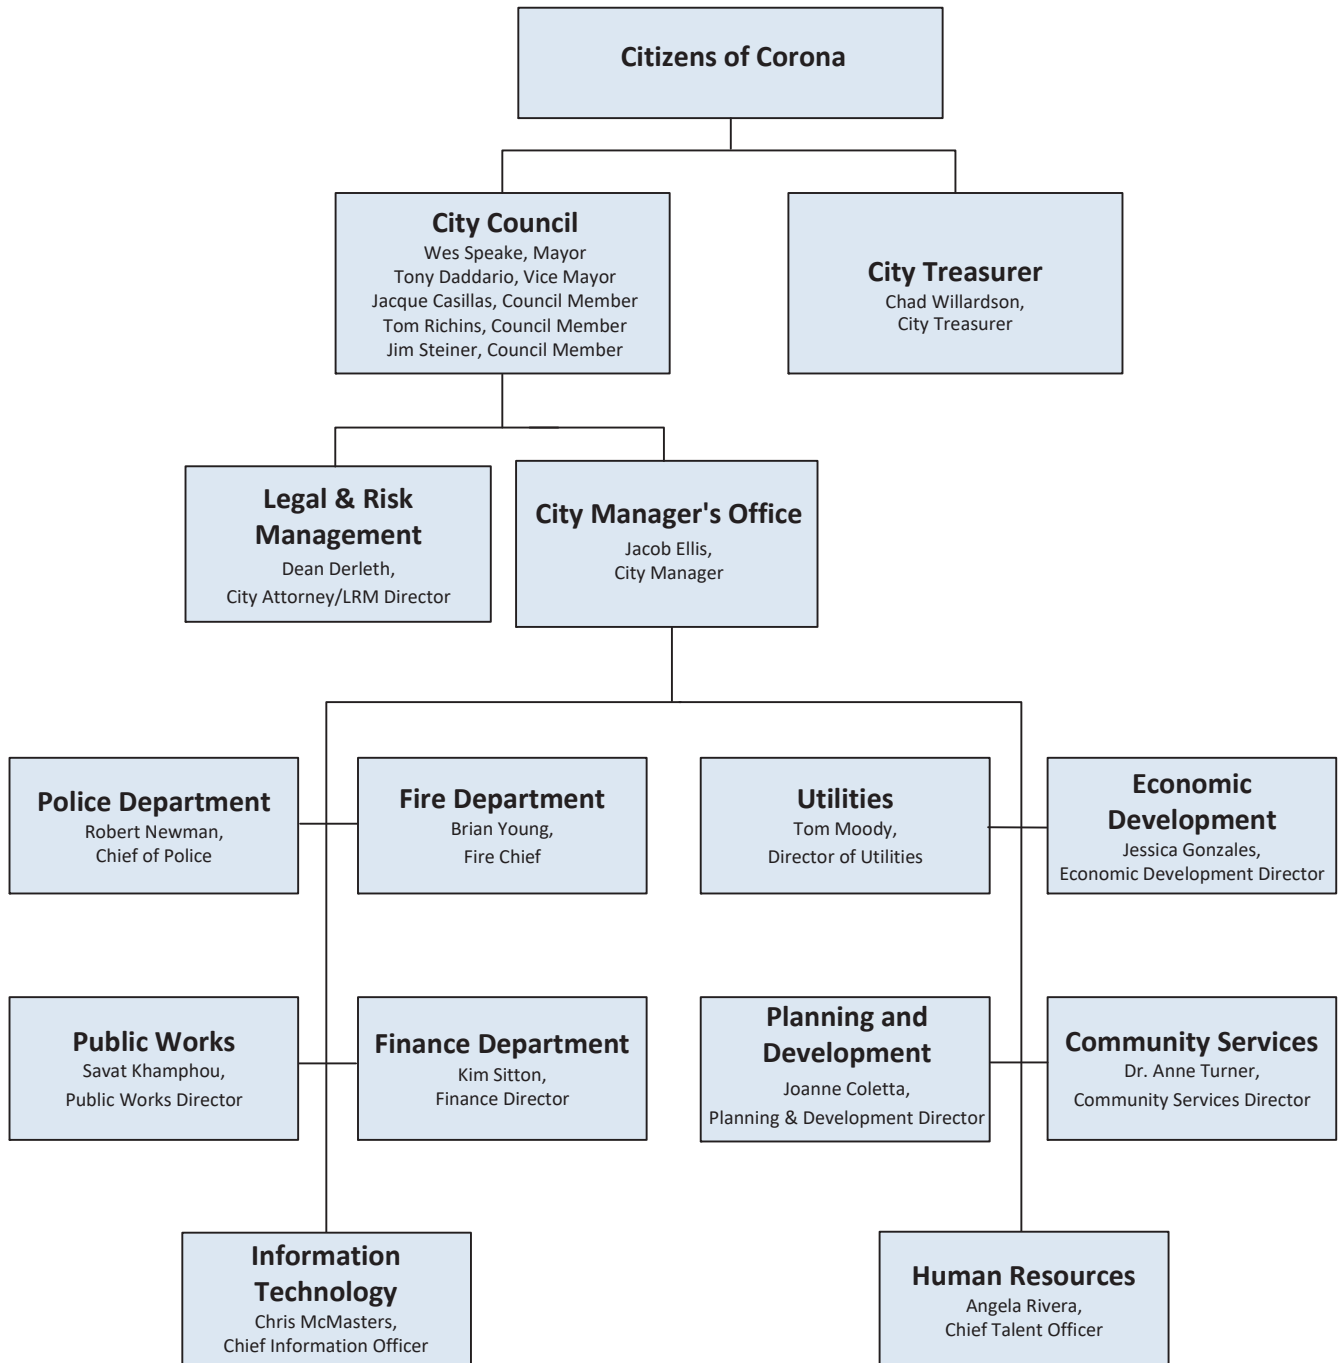 Citizens of Corona
City Council
Wes Speake, Mayor
Tony Daddario, Vice Mayor
Jacque Casillas, Council Member
Tom Richins, Council Member
Jim Steiner, Council Member
City Treasurer
Chad Willardson,
City Treasurer
Legal & Risk
Management
Dean Derleth,
City Attorney/LRM Director
City Manager's Office
Jacob Ellis,
City Manager
Police Department
Robert Newman,
Chief of Police
Fire Department
Brian Young,
Fire Chief
Utilities
Tom Moody,
Director of Utilities
Economic
Development
Jessica Gonzales,
Economic Development Director
Public Works
Savat Khamphou,
Public Works Director
Finance Department
Kim Sitton,
Finance Director
Planning and
Development
Joanne Coletta,
Planning & Development Director
Community Services
Dr. Anne Turner,
Community Services Director
Information
Technology
Chris McMasters,
Chief Information Officer
Human Resources
Angela Rivera,
Chief Talent Officer